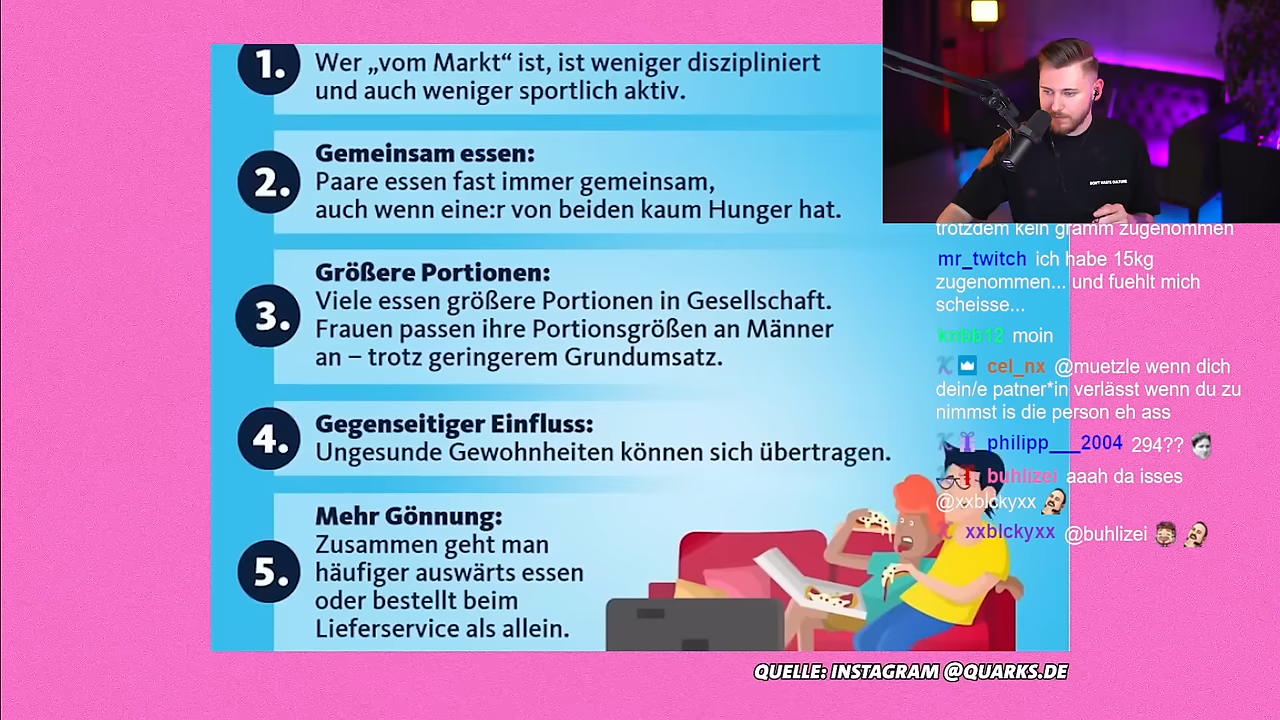 1.
Wer „vom Markt“ ist, ist weniger diszipliniert
und auch weniger sportlich aktiv.
2.
Gemeinsam essen:
Paare essen fast immer gemeinsam,
auch wenn eine:r von beiden kaum Hunger hat.
3.
Größere Portionen:
Viele essen größere Portionen in Gesellschaft.
Frauen passen ihre Portionsgrößen an Männer
an – trotz geringerem Grundumsatz.
4.
Gegenseitiger Einfluss:
Ungesunde Gewohnheiten können sich übertragen.
5.
Mehr Gönnung:
Zusammen geht man
häufiger auswärts essen
oder bestellt beim
Lieferservice als allein.
QUELLE: INSTAGRAM @QUARKS.DE
DON'T WASTE CULTURE
trotzdem kein gramm zugenommen
mr_twitch ich habe 15kg
zugenommen... und fuehlt mich
scheisse...
knbb12 moin
cel_nx @muetzle wenn dich
dein/e patner*in verlässt wenn du zu
nimmst is die person eh ass
philipp___2004 294??
buhlizei aaah da isses
@xxblckyxx
xxblckyxx @buhlizei